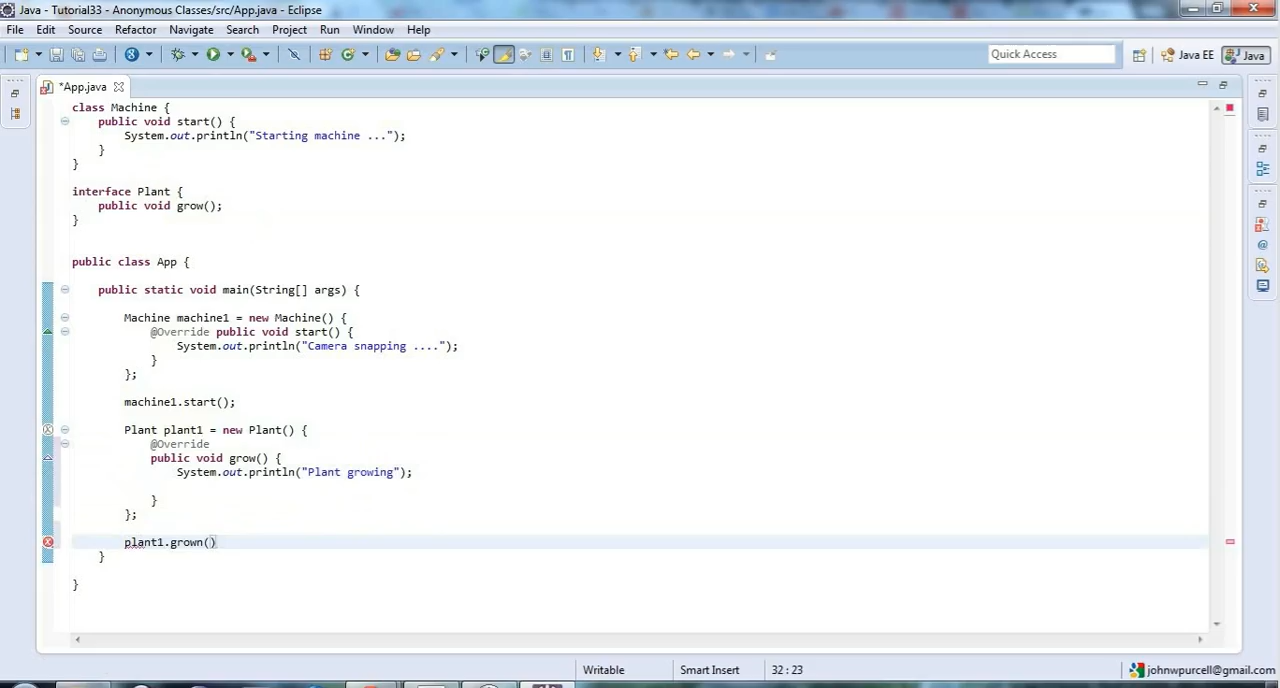 Java - Tutorial33 - Anonymous Classes/src/App.java - Eclipse
File Edit Source Refactor Navigate Search Project Run Window Help
Quick Access
Java EE
Java
*App.java
class Machine {
public void start() {
System.out.println("Starting machine ...");
}
}
interface Plant {
public void grow();
}
public class App {
public static void main(String[] args) {
Machine machine1 = new Machine() {
@Override public void start() {
System.out.println("Camera snapping ....");
}
};
machine1.start();
Plant plant1 = new Plant() {
@Override
public void grow() {
System.out.println("Plant growing");
}
};
plant1.grown()
}
}
Writable Smart Insert 32 : 23 johnwpurcell@gmail.com